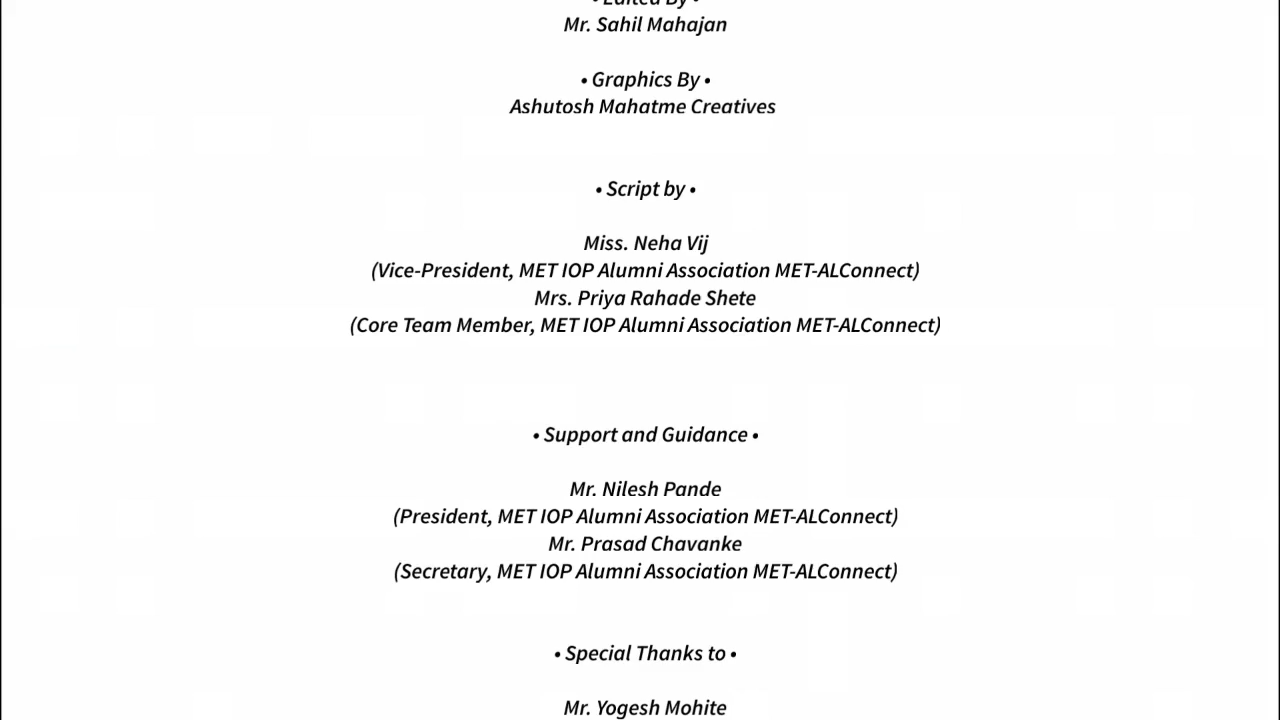 • Edited By •
Mr. Sahil Mahajan
• Graphics By •
Ashutosh Mahatme Creatives
• Script by •
Miss. Neha Vij
(Vice-President, MET IOP Alumni Association MET-ALConnect)
Mrs. Priya Rahade Shete
(Core Team Member, MET IOP Alumni Association MET-ALConnect)
• Support and Guidance •
Mr. Nilesh Pande
(President, MET IOP Alumni Association MET-ALConnect)
Mr. Prasad Chavanke
(Secretary, MET IOP Alumni Association MET-ALConnect)
• Special Thanks to •
Mr. Yogesh Mohite